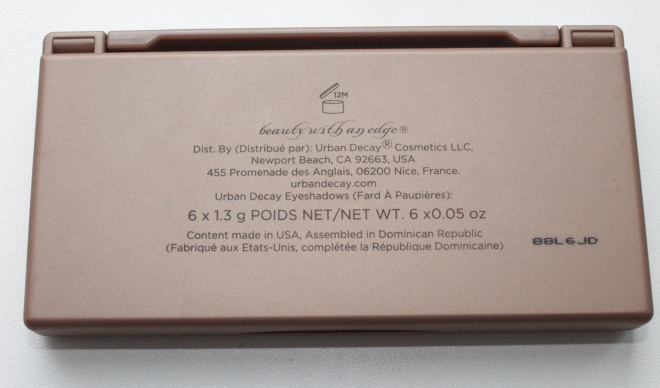 12M
beauty with an edge®
Dist. By (Distribué par): Urban Decay® Cosmetics LLC,
Newport Beach, CA 92663, USA
455 Promenade des Anglais, 06200 Nice, France.
urbandecay.com
Urban Decay Eyeshadows (Fard À Paupières):
6 x 1.3 g POIDS NET/NET WT. 6 x0.05 oz
Content made in USA, Assembled in Dominican Republic
(Fabriqué aux Etats-Unis, complétée la République Dominicaine)
88L6JD